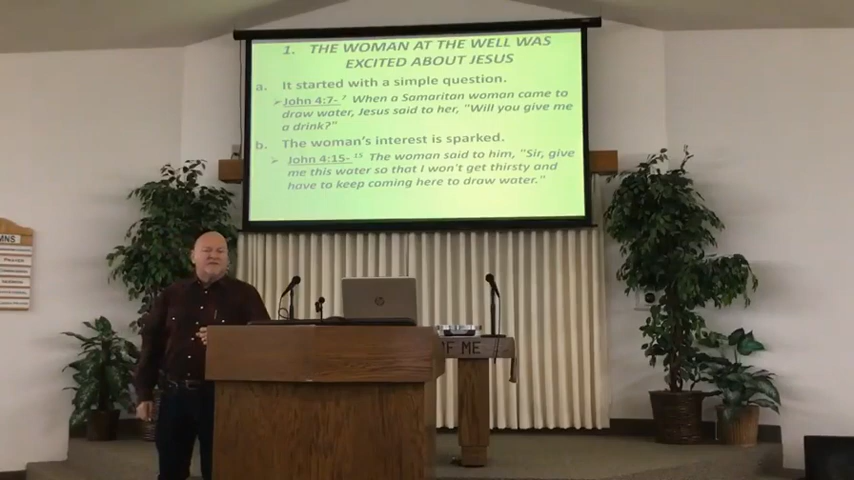 1. THE WOMAN AT THE WELL WAS
EXCITED ABOUT JESUS
a. It started with a simple question.
➢ John 4:7- 7 When a Samaritan woman came to
draw water, Jesus said to her, "Will you give me
a drink?"
b. The woman's interest is sparked.
➢ John 4:15- 15 The woman said to him, "Sir, give
me this water so that I won't get thirsty and
have to keep coming here to draw water."
MNS
PRAYER
OF ME